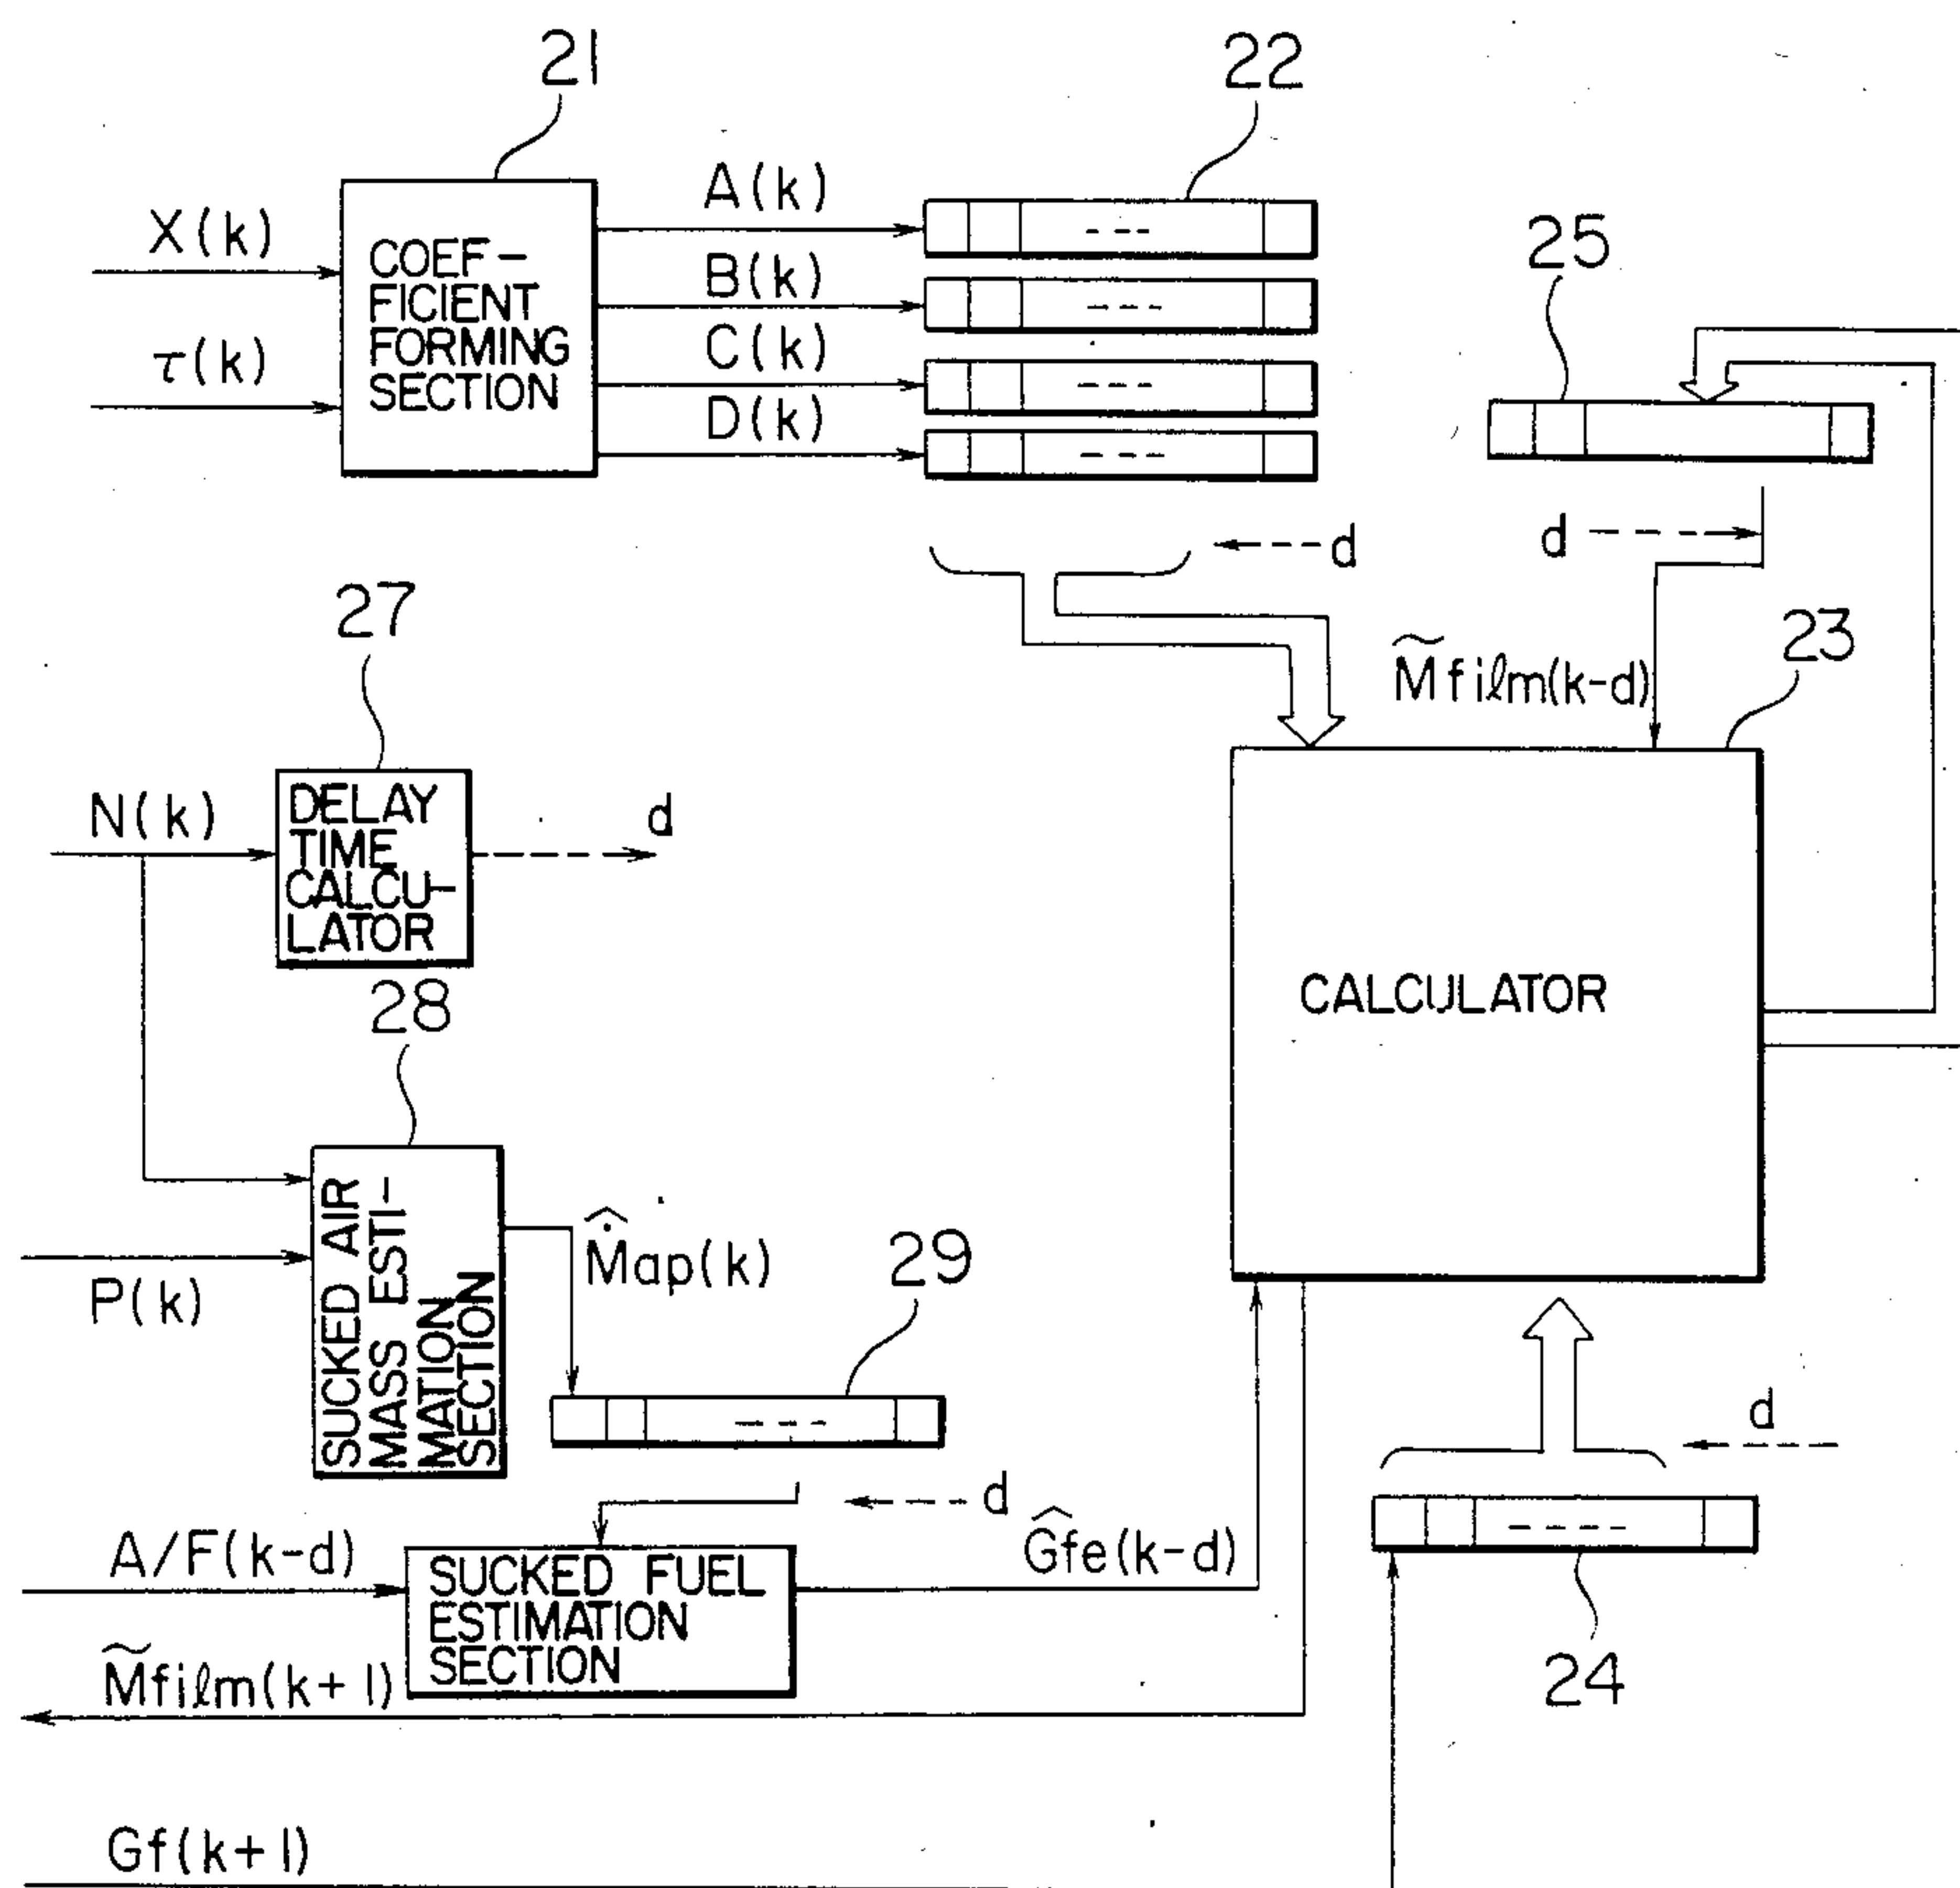 21
22
X(k)
COEF-
FICIENT
FORMING
SECTION
A(k)
B(k)
C(k)
D(k)
τ(k)
25
d
d
27
23
M̃film(k-d)
N(k)
DELAY
TIME
CALCU-
LATOR
d
CALCULATOR
28
P(k)
SUCKED AIR
MASS ESTI-
MATION
SECTION
M̂̇ap(k)
29
d
d
A/F(k-d)
SUCKED FUEL
ESTIMATION
SECTION
Ĝfe(k-d)
M̃film(k+1)
24
Gf(k+1)